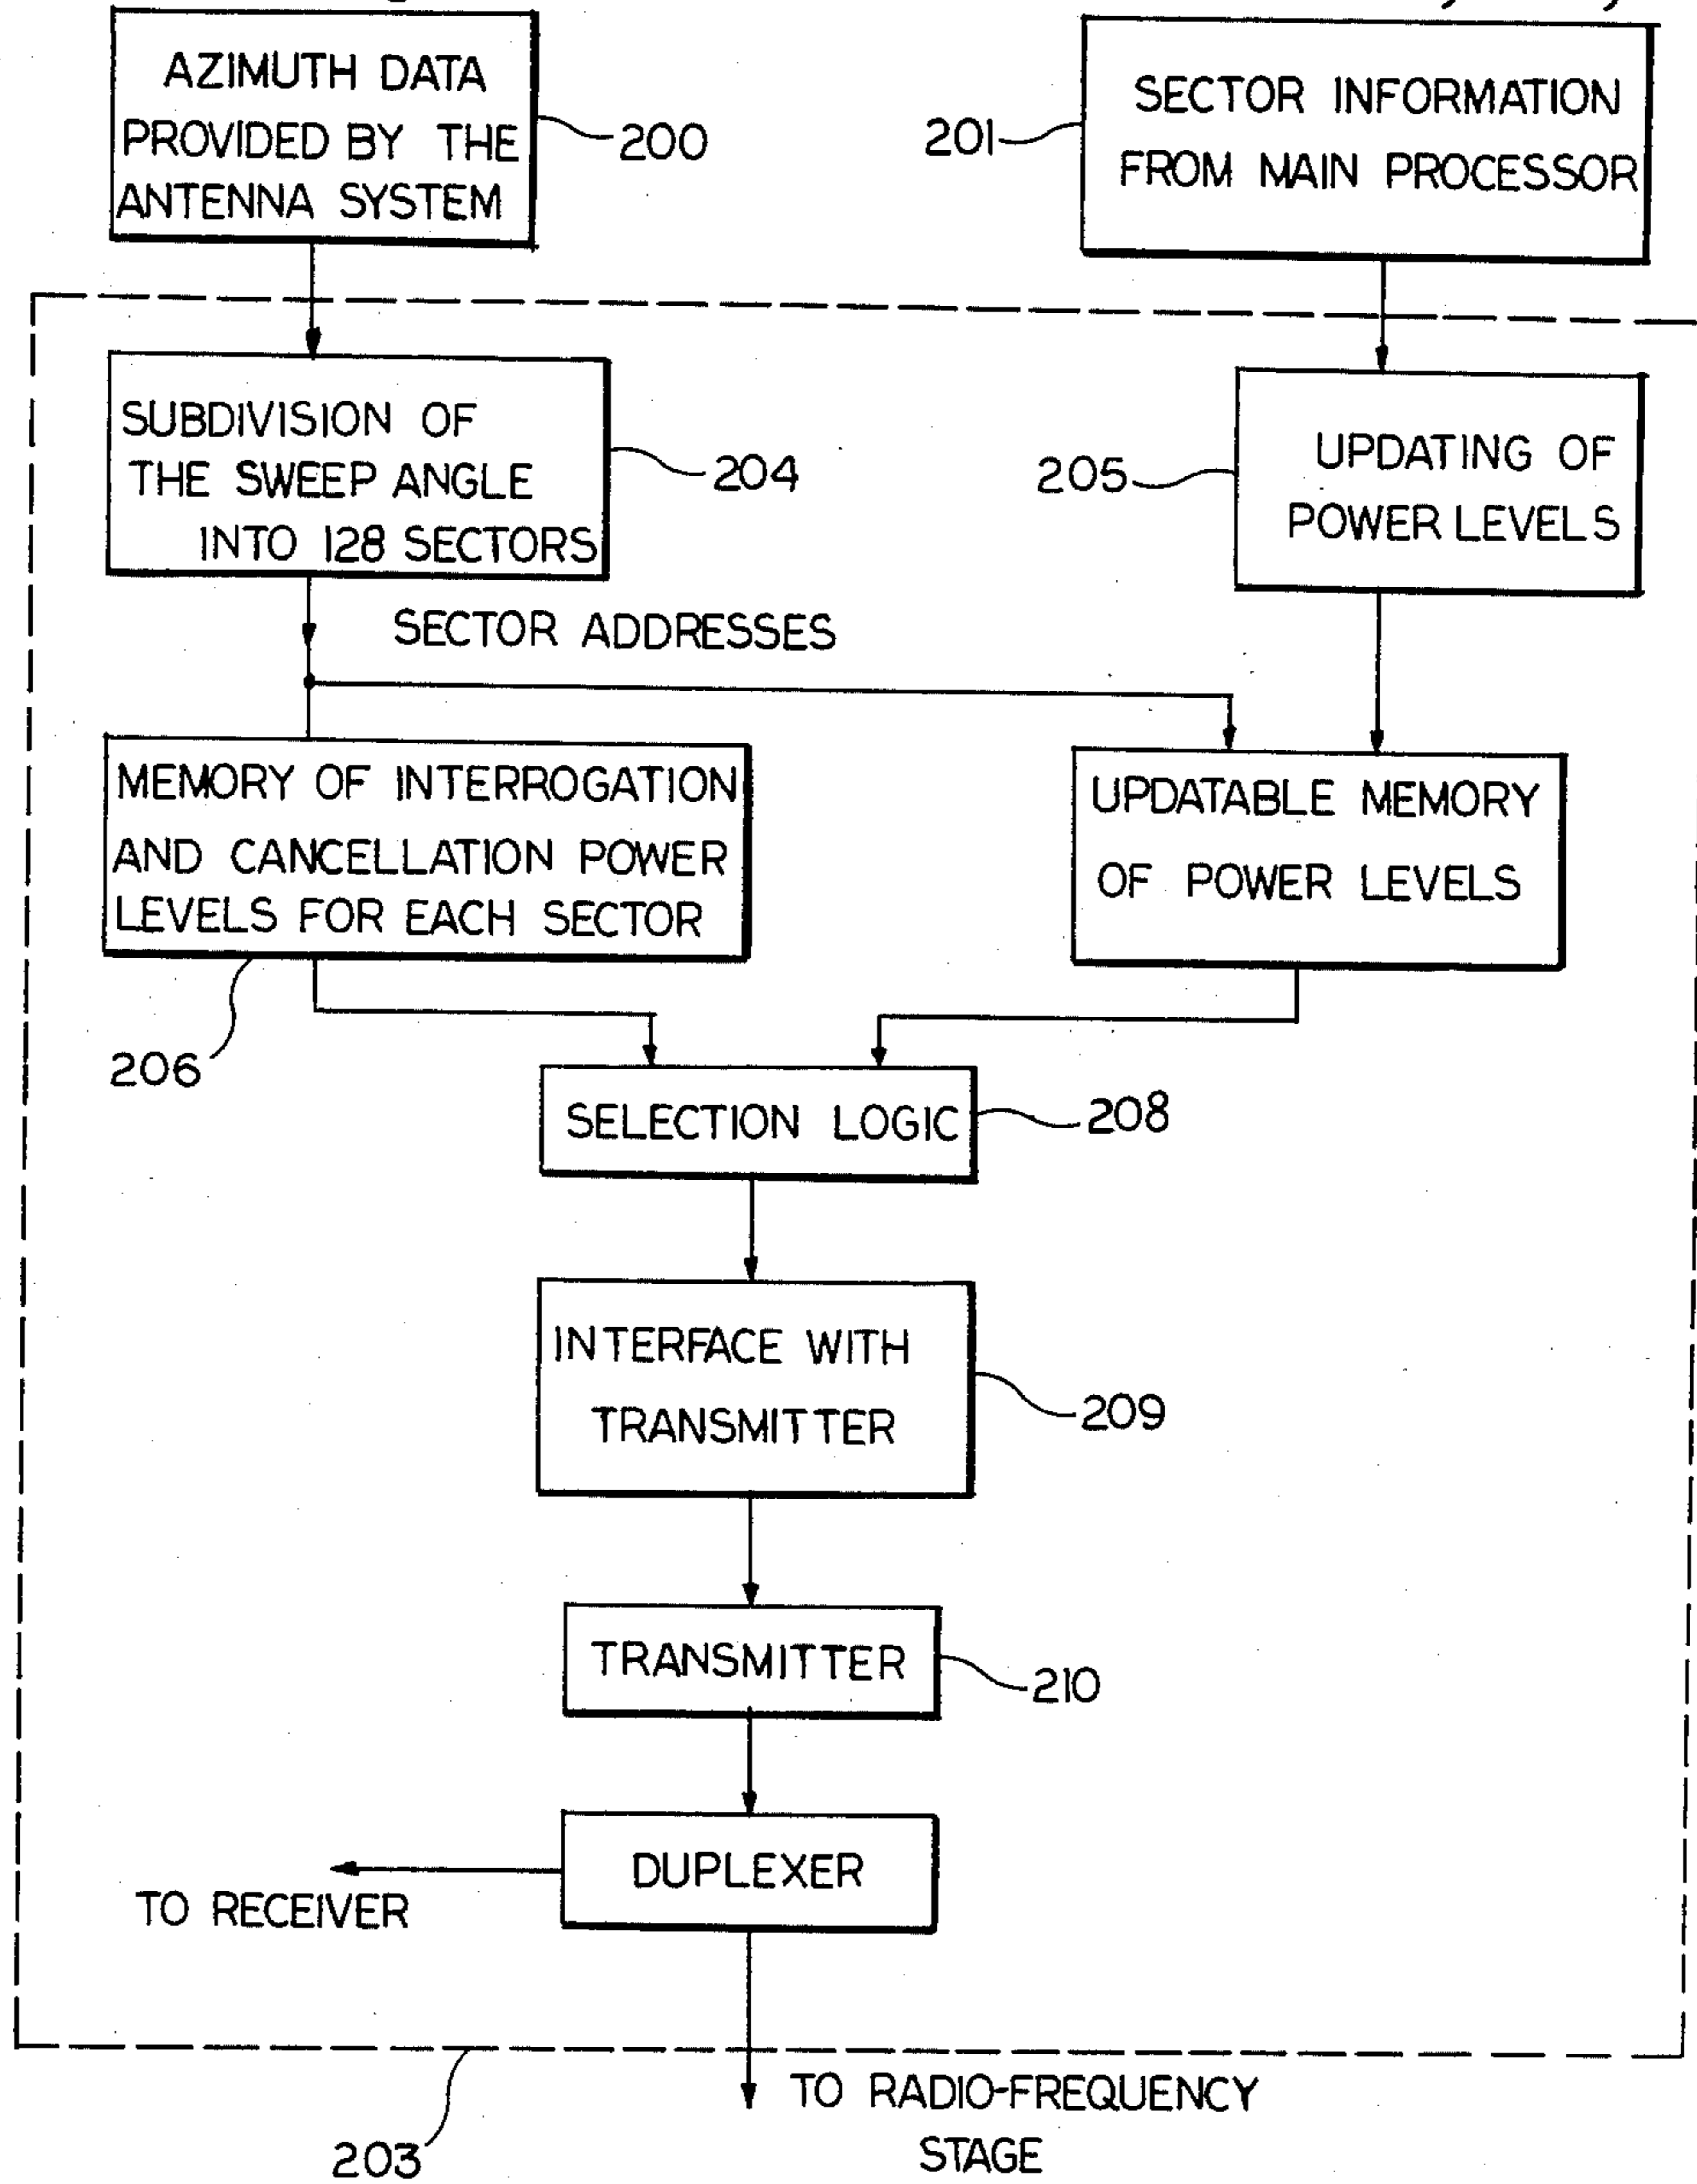 AZIMUTH DATA
PROVIDED BY THE
ANTENNA SYSTEM
200
201
SECTOR INFORMATION
FROM MAIN PROCESSOR
SUBDIVISION OF
THE SWEEP ANGLE
INTO 128 SECTORS
204
205
UPDATING OF
POWER LEVELS
SECTOR ADDRESSES
MEMORY OF INTERROGATION
AND CANCELLATION POWER
LEVELS FOR EACH SECTOR
206
UPDATABLE MEMORY
OF POWER LEVELS
SELECTION LOGIC
208
INTERFACE WITH
TRANSMITTER
209
TRANSMITTER
210
DUPLEXER
TO RECEIVER
TO RADIO-FREQUENCY
STAGE
203